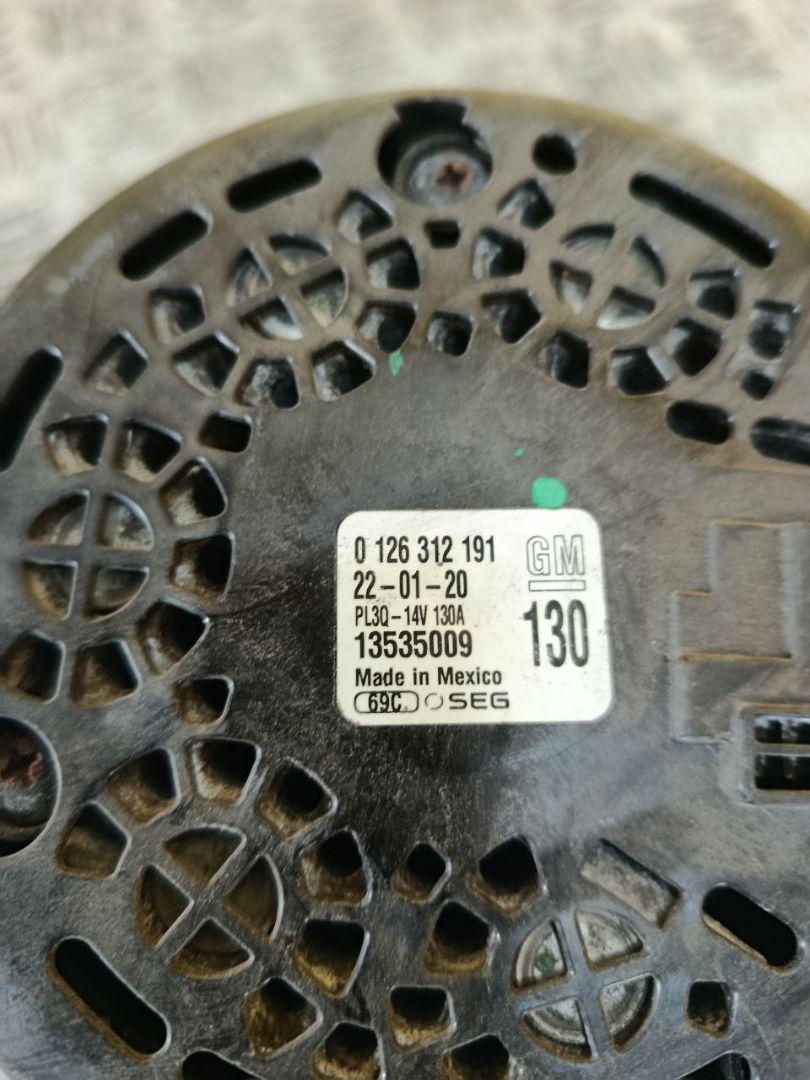 0 126 312 191 GM
22-01-20
PL3Q-14V 130A 130
13535009
Made in Mexico
69C SEG